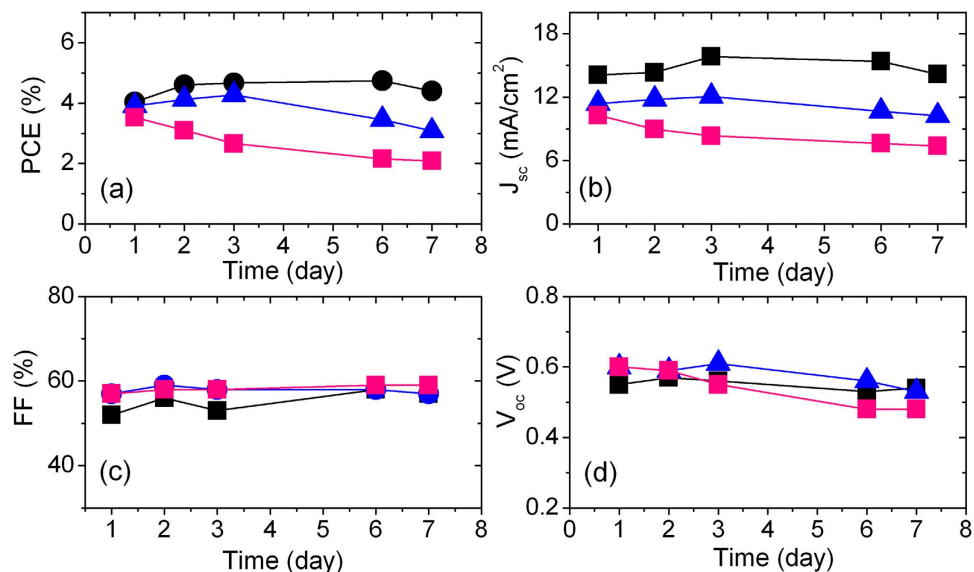 6
4
2
0
PCE (%)
(a)
0 1 2 3 4 5 6 7 8
Time (day)
18
12
6
0
J_sc (mA/cm²)
(b)
1 2 3 4 5 6 7
Time (day)
80
60
40
FF (%)
(c)
1 2 3 4 5 6 7 8
Time (day)
0.8
0.6
0.4
0.2
V_oc (V)
(d)
0 1 2 3 4 5 6 7 8
Time (day)